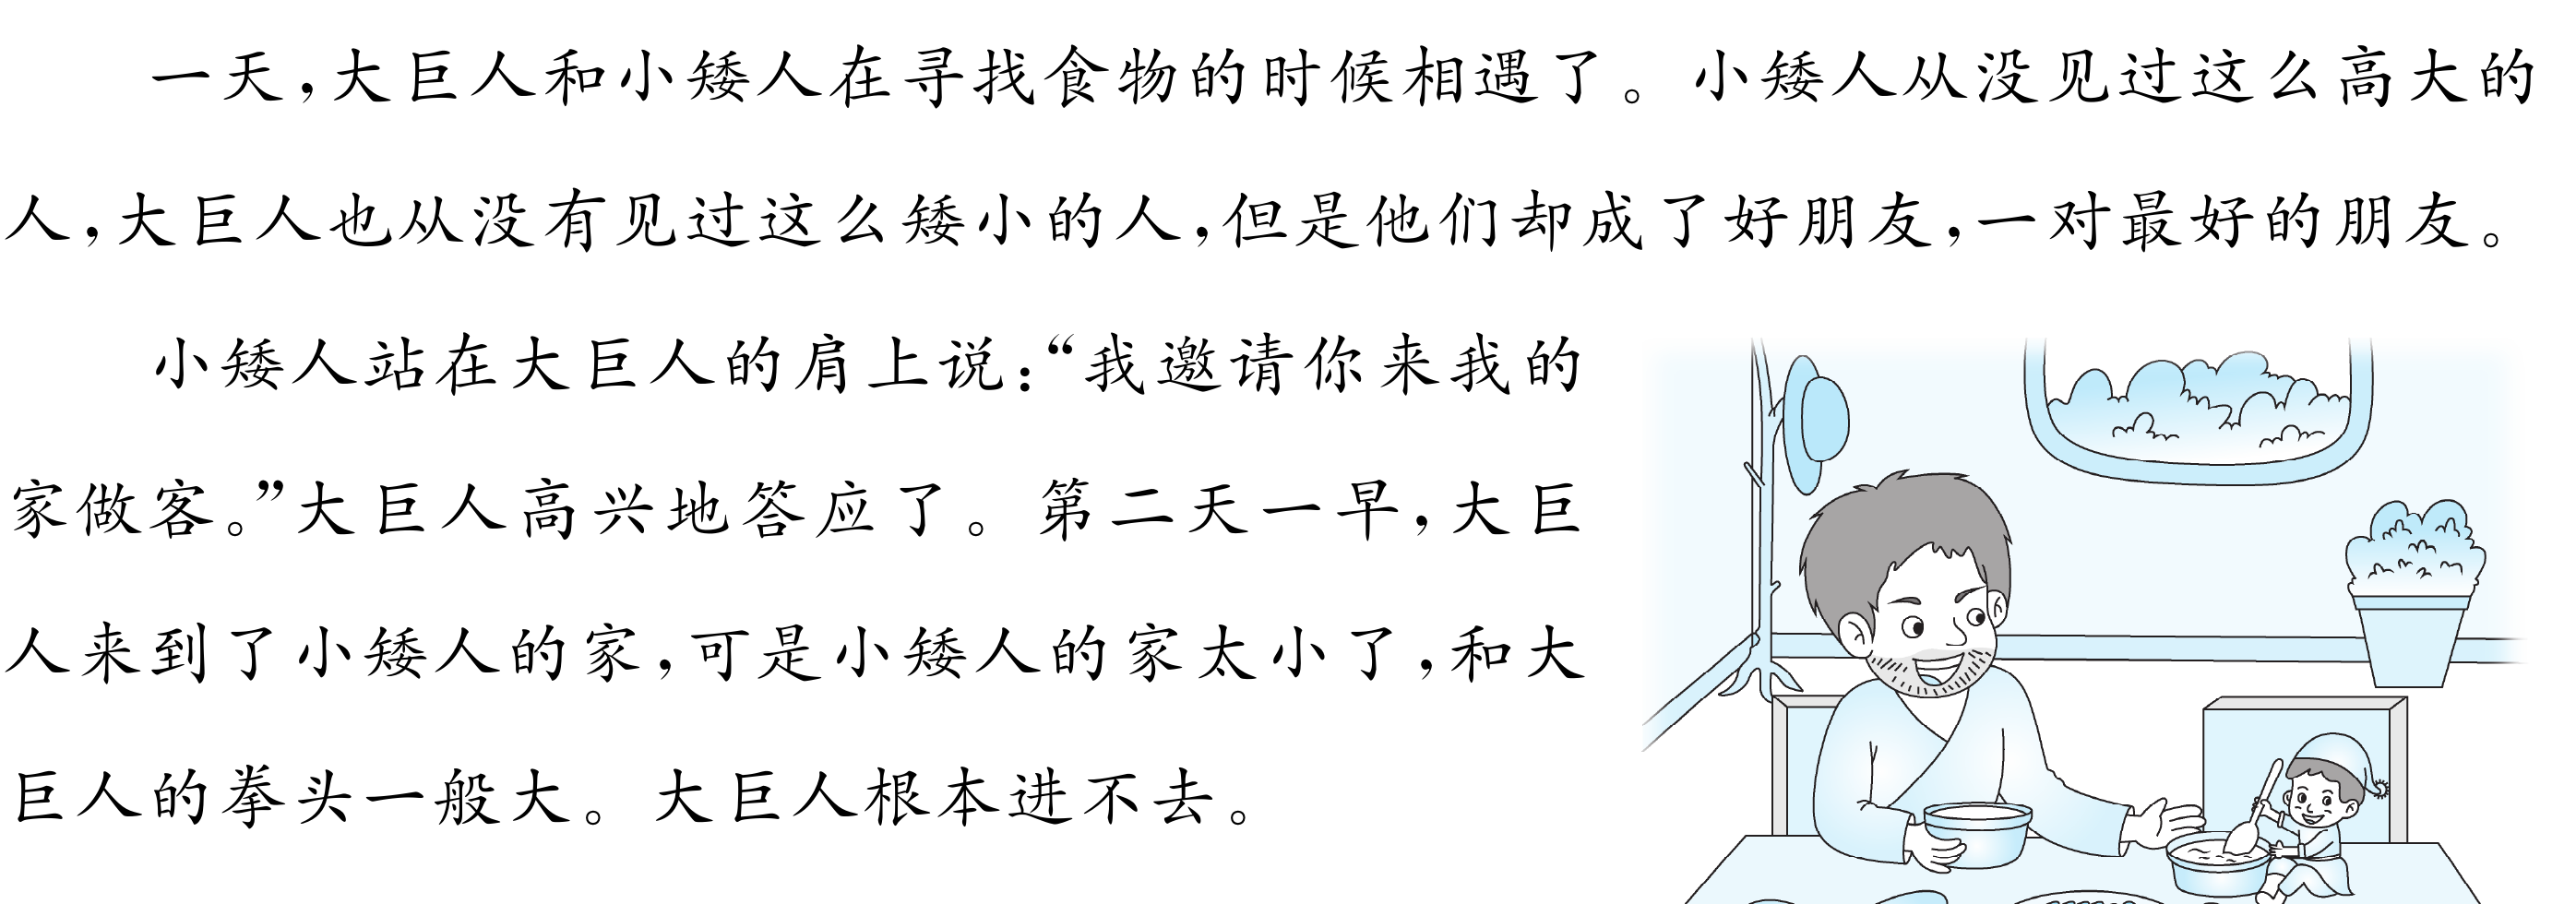 一天,大巨人和小矮人在寻找食物的时候相遇了。小矮人从没见过这么高大的
人,大巨人也从没有见过这么矮小的人,但是他们却成了好朋友,一对最好的朋友。
小矮人站在大巨人的肩上说:“我邀请你来我的
家做客。”大巨人高兴地答应了。第二天一早,大巨
人来到了小矮人的家,可是小矮人的家太小了,和大
巨人的拳头一般大。大巨人根本进不去。